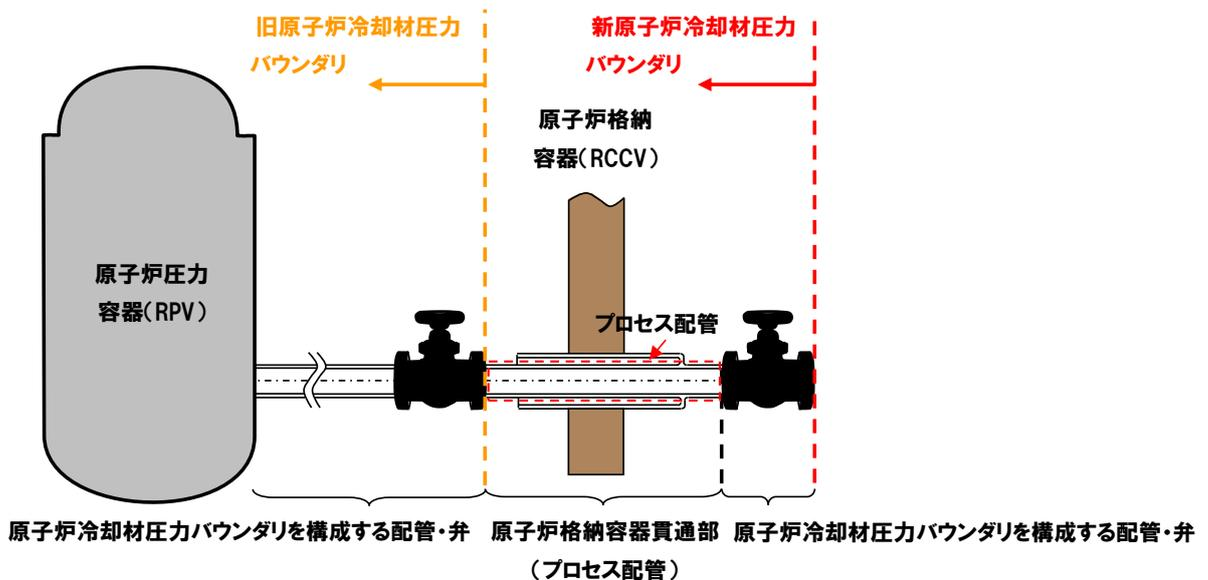 旧原子炉冷却材圧力
バウンダリ
新原子炉冷却材圧力
バウンダリ
原子炉格納
容器(RCCV)
原子炉圧力
容器(RPV)
プロセス配管
原子炉冷却材圧力バウンダリを構成する配管・弁
原子炉格納容器貫通部
(プロセス配管)
原子炉冷却材圧力バウンダリを構成する配管・弁